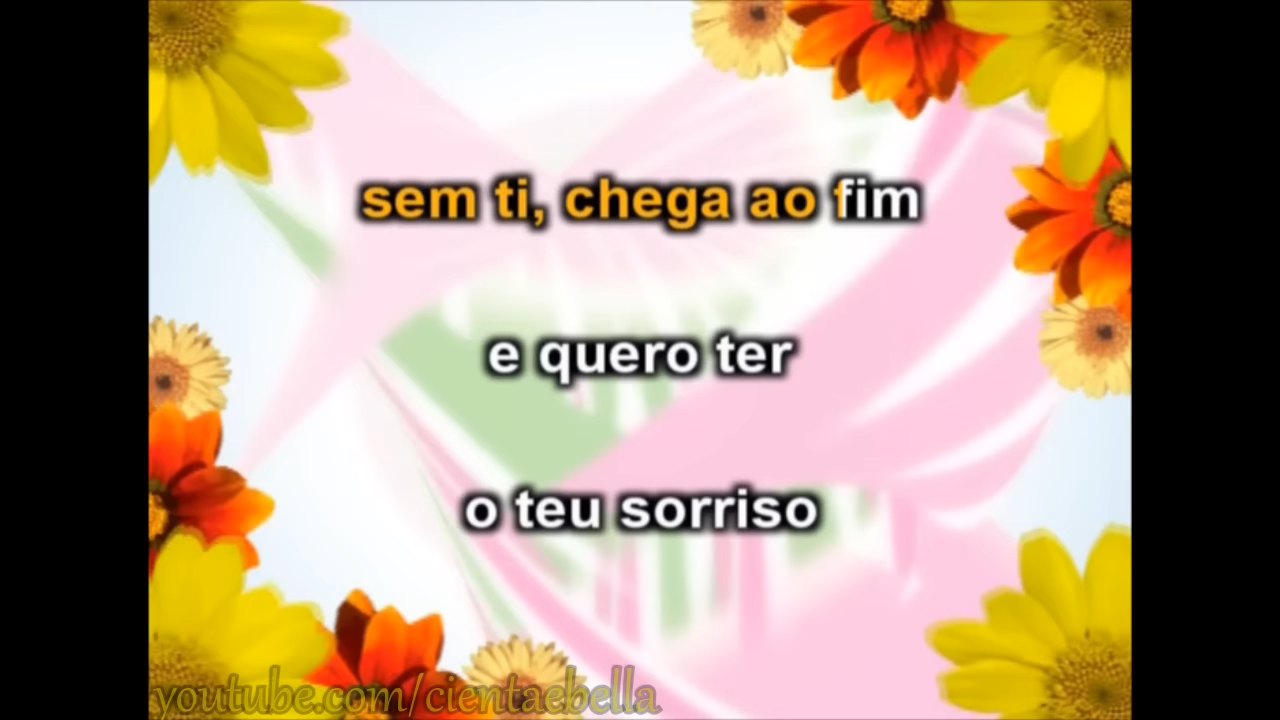 sem ti, chega ao fim
e quero ter
o teu sorriso
youtube.com/cientaebella